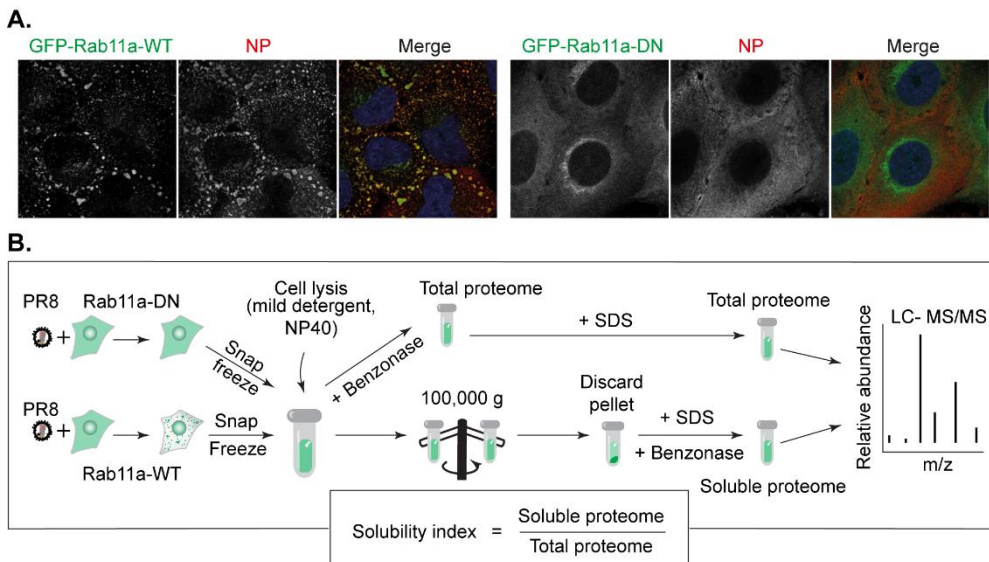 A.
GFP-Rab11a-WT NP Merge GFP-Rab11a-DN NP Merge
B.
PR8 Rab11a-DN
Snap
freeze
Cell lysis
(mild detergent,
NP40)
+ Benzonase
Total proteome
+ SDS
Total proteome
PR8
Rab11a-WT
Snap
Freeze
100,000 g
Discard
pellet
+ SDS
+ Benzonase
Soluble proteome
LC- MS/MS
Relative abundance
m/z
Solubility index = Soluble proteome
Total proteome